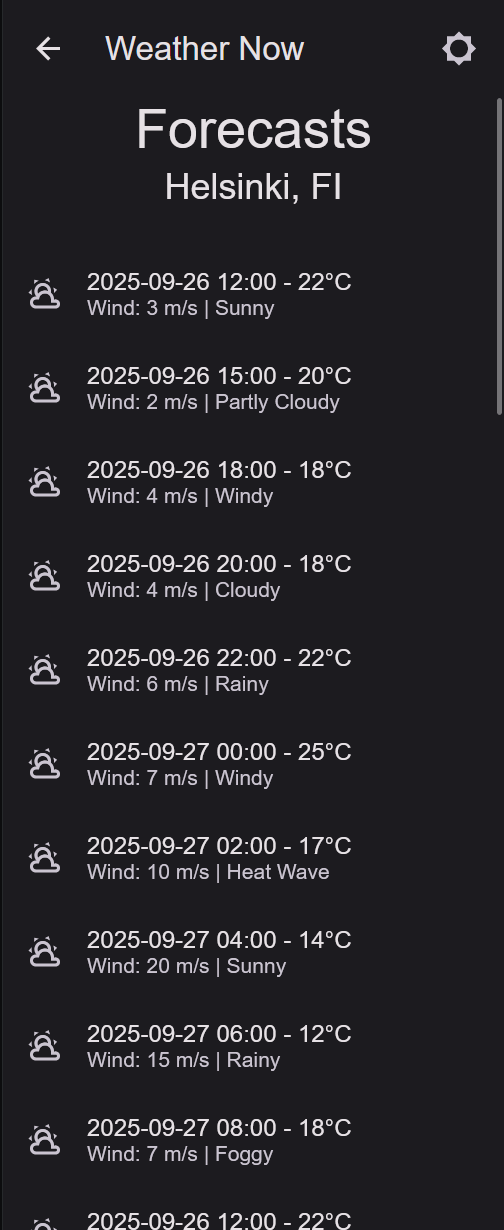 Weather Now
Forecasts
Helsinki, FI
2025-09-26 12:00 - 22°C
Wind: 3 m/s | Sunny
2025-09-26 15:00 - 20°C
Wind: 2 m/s | Partly Cloudy
2025-09-26 18:00 - 18°C
Wind: 4 m/s | Windy
2025-09-26 20:00 - 18°C
Wind: 4 m/s | Cloudy
2025-09-26 22:00 - 22°C
Wind: 6 m/s | Rainy
2025-09-27 00:00 - 25°C
Wind: 7 m/s | Windy
2025-09-27 02:00 - 17°C
Wind: 10 m/s | Heat Wave
2025-09-27 04:00 - 14°C
Wind: 20 m/s | Sunny
2025-09-27 06:00 - 12°C
Wind: 15 m/s | Rainy
2025-09-27 08:00 - 18°C
Wind: 7 m/s | Foggy
2025-09-26 12:00 - 22°C